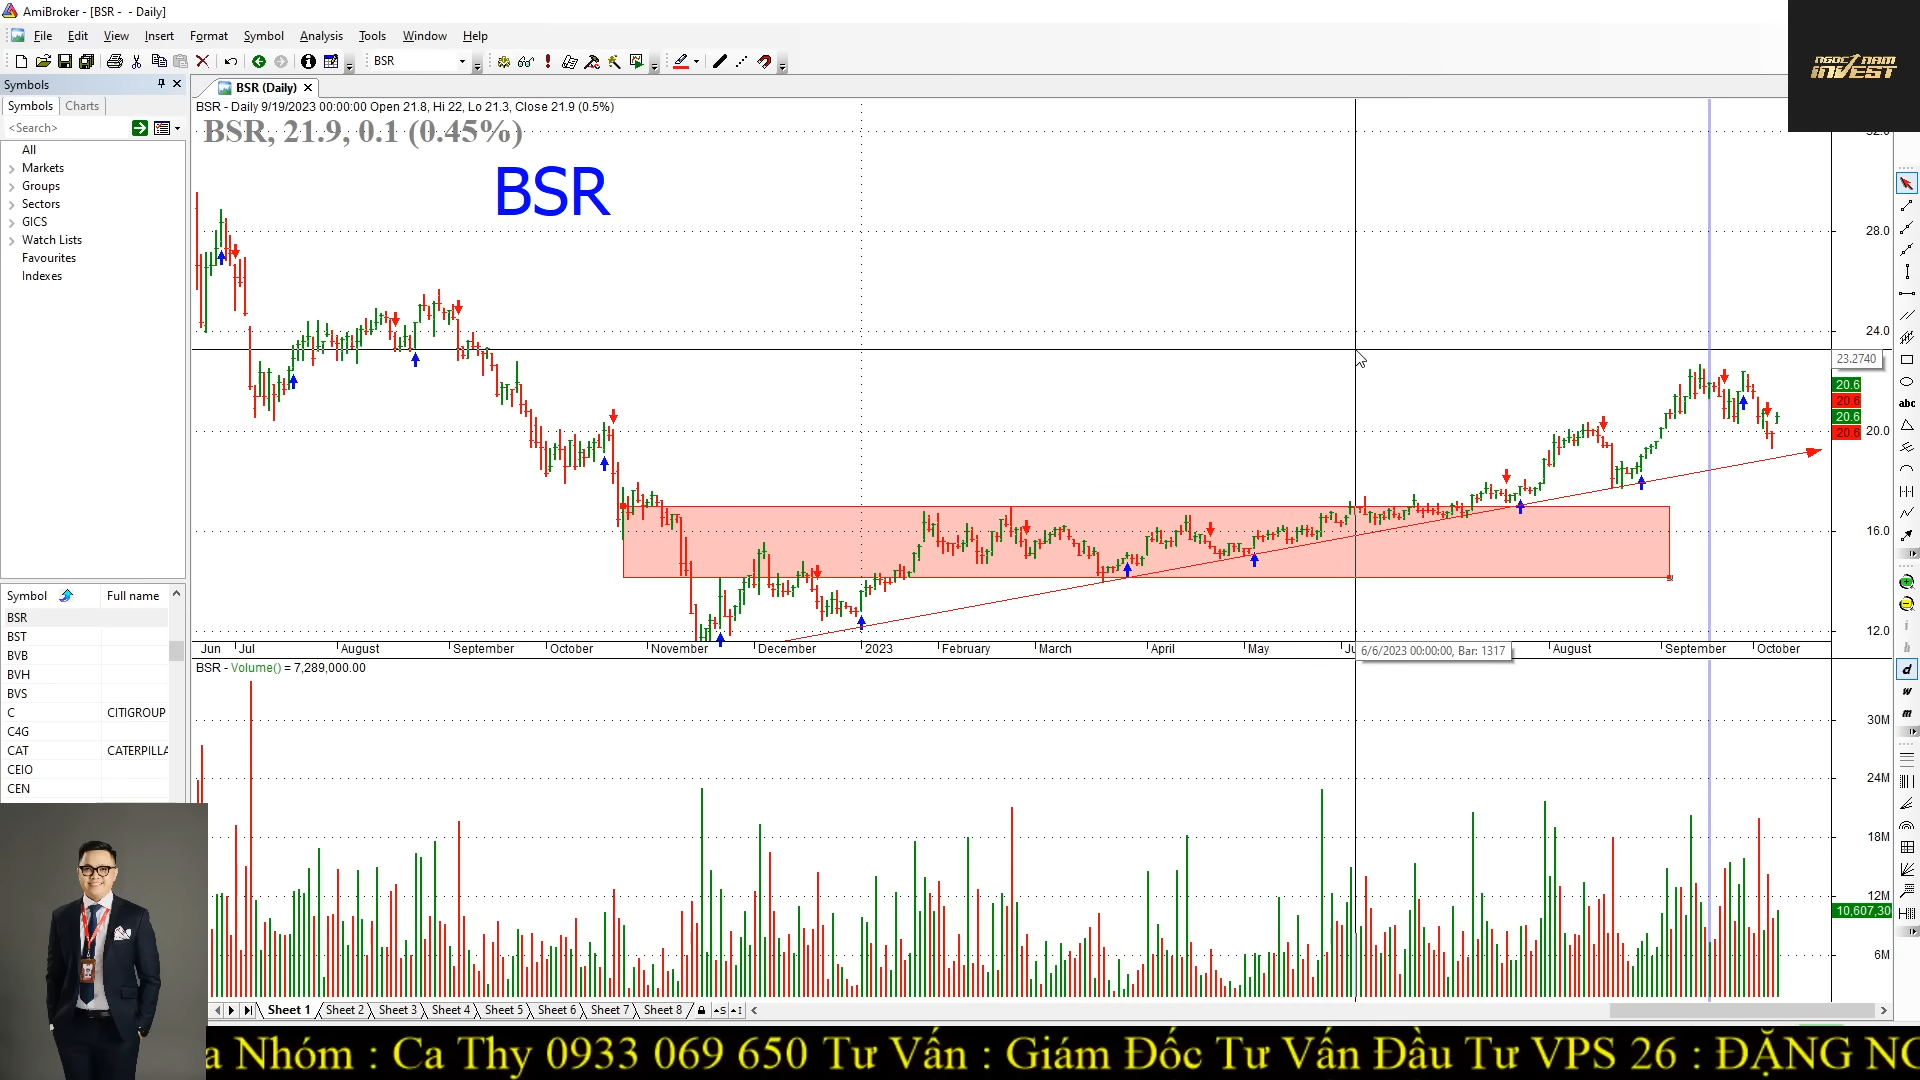 AmiBroker - [BSR - - Daily]
File Edit View Insert Format Symbol Analysis Tools Window Help
BSR
NGOC NAM
INVEST
Symbols
Symbols Charts
<Search>
All
Markets
Groups
Sectors
GICS
Watch Lists
Favourites
Indexes
BSR (Daily)
BSR - Daily 9/19/2023 00:00:00 Open 21.8, Hi 22, Lo 21.3, Close 21.9 (0.5%)
BSR, 21.9, 0.1 (0.45%)
BSR
32.0
28.0
24.0
23.2740
20.6
20.6
20.6
20.6
20.0
16.0
12.0
Jun Jul August September October November December 2023 February March April May Ju 6/6/2023 00:00:00, Bar: 1317 August September October
BSR - Volume() = 7,289,000.00
30M
24M
18M
12M
10,607,30
6M
Symbol Full name
BSR
BST
BVB
BVH
BVS
C CITIGROUP
C4G
CAT CATERPILLA
CEIO
CEN
abc
i
h
d
w
m
Sheet 1 Sheet 2 Sheet 3 Sheet 4 Sheet 5 Sheet 6 Sheet 7 Sheet 8
a Nhóm : Ca Thy 0933 069 650 Tư Vấn : Giám Đốc Tư Vấn Đầu Tư VPS 26 : ĐẶNG NG